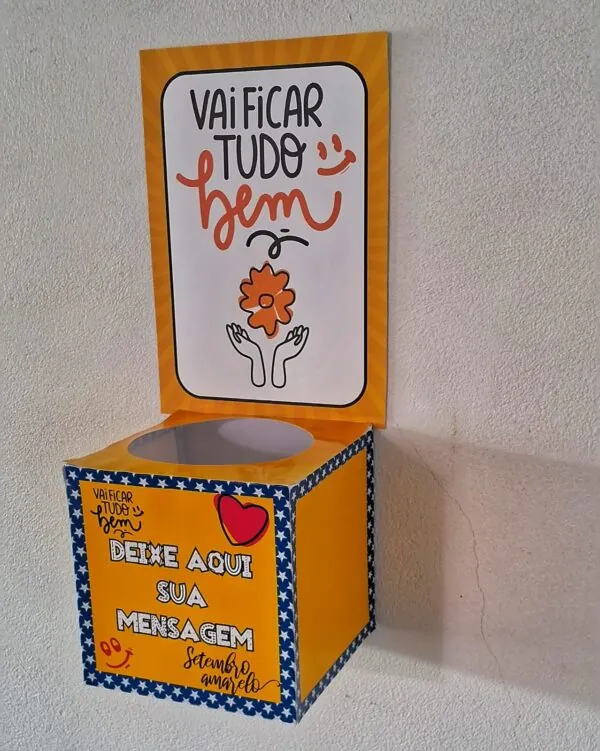 VAI FICAR
TUDO
bem
VAI FICAR
TUDO
bem
DEIXE AQUI
SUA
MENSAGEM
Setembro
amarelo